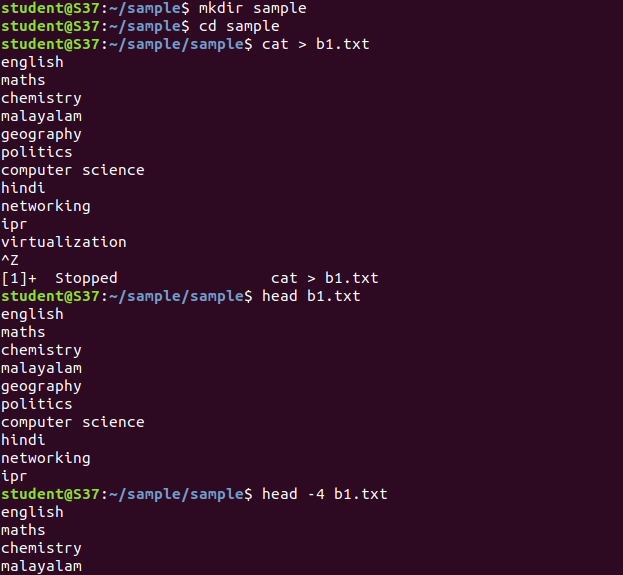 student@S37:~/sample$ mkdir sample
student@S37:~/sample$ cd sample
student@S37:~/sample/sample$ cat > b1.txt
english
maths
chemistry
malayalam
geography
politics
computer science
hindi
networking
ipr
virtualization
^Z
[1]+  Stopped                 cat > b1.txt
student@S37:~/sample/sample$ head b1.txt
english
maths
chemistry
malayalam
geography
politics
computer science
hindi
networking
ipr
student@S37:~/sample/sample$ head -4 b1.txt
english
maths
chemistry
malayalam